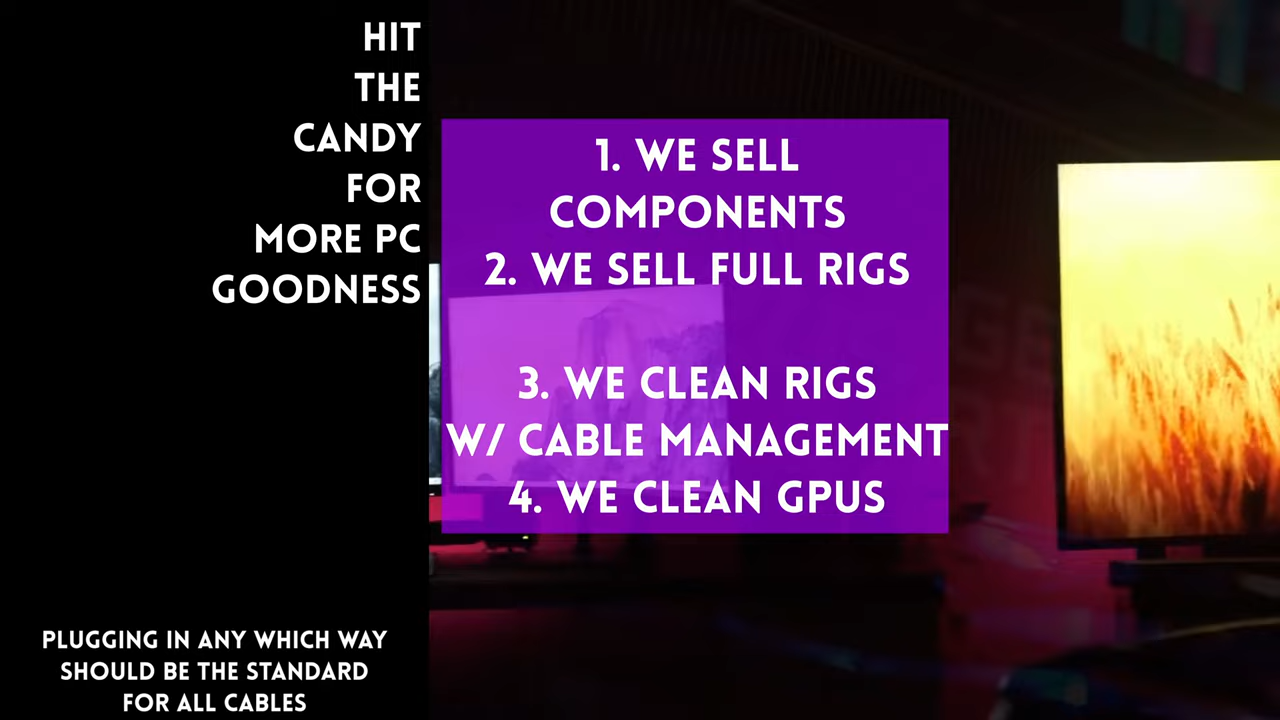 HIT
THE
CANDY
FOR
MORE PC
GOODNESS
1. WE SELL
COMPONENTS
2. WE SELL FULL RIGS
3. WE CLEAN RIGS
W/ CABLE MANAGEMENT
4. WE CLEAN GPUS
PLUGGING IN ANY WHICH WAY
SHOULD BE THE STANDARD
FOR ALL CABLES